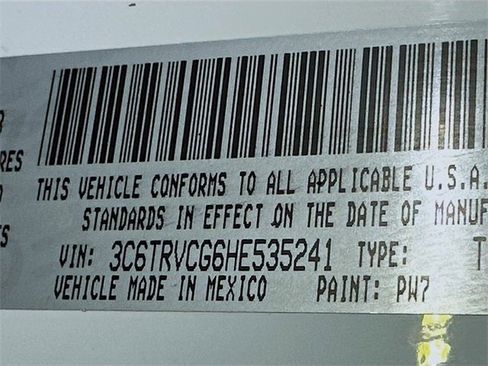 RES
THIS VEHICLE CONFORMS TO ALL APPLICABLE U.S.A.
STANDARDS IN EFFECT ON THE DATE OF MANUF
VIN: 3C6TRVCG6HE535241 TYPE: T
VEHICLE MADE IN MEXICO PAINT: PW7